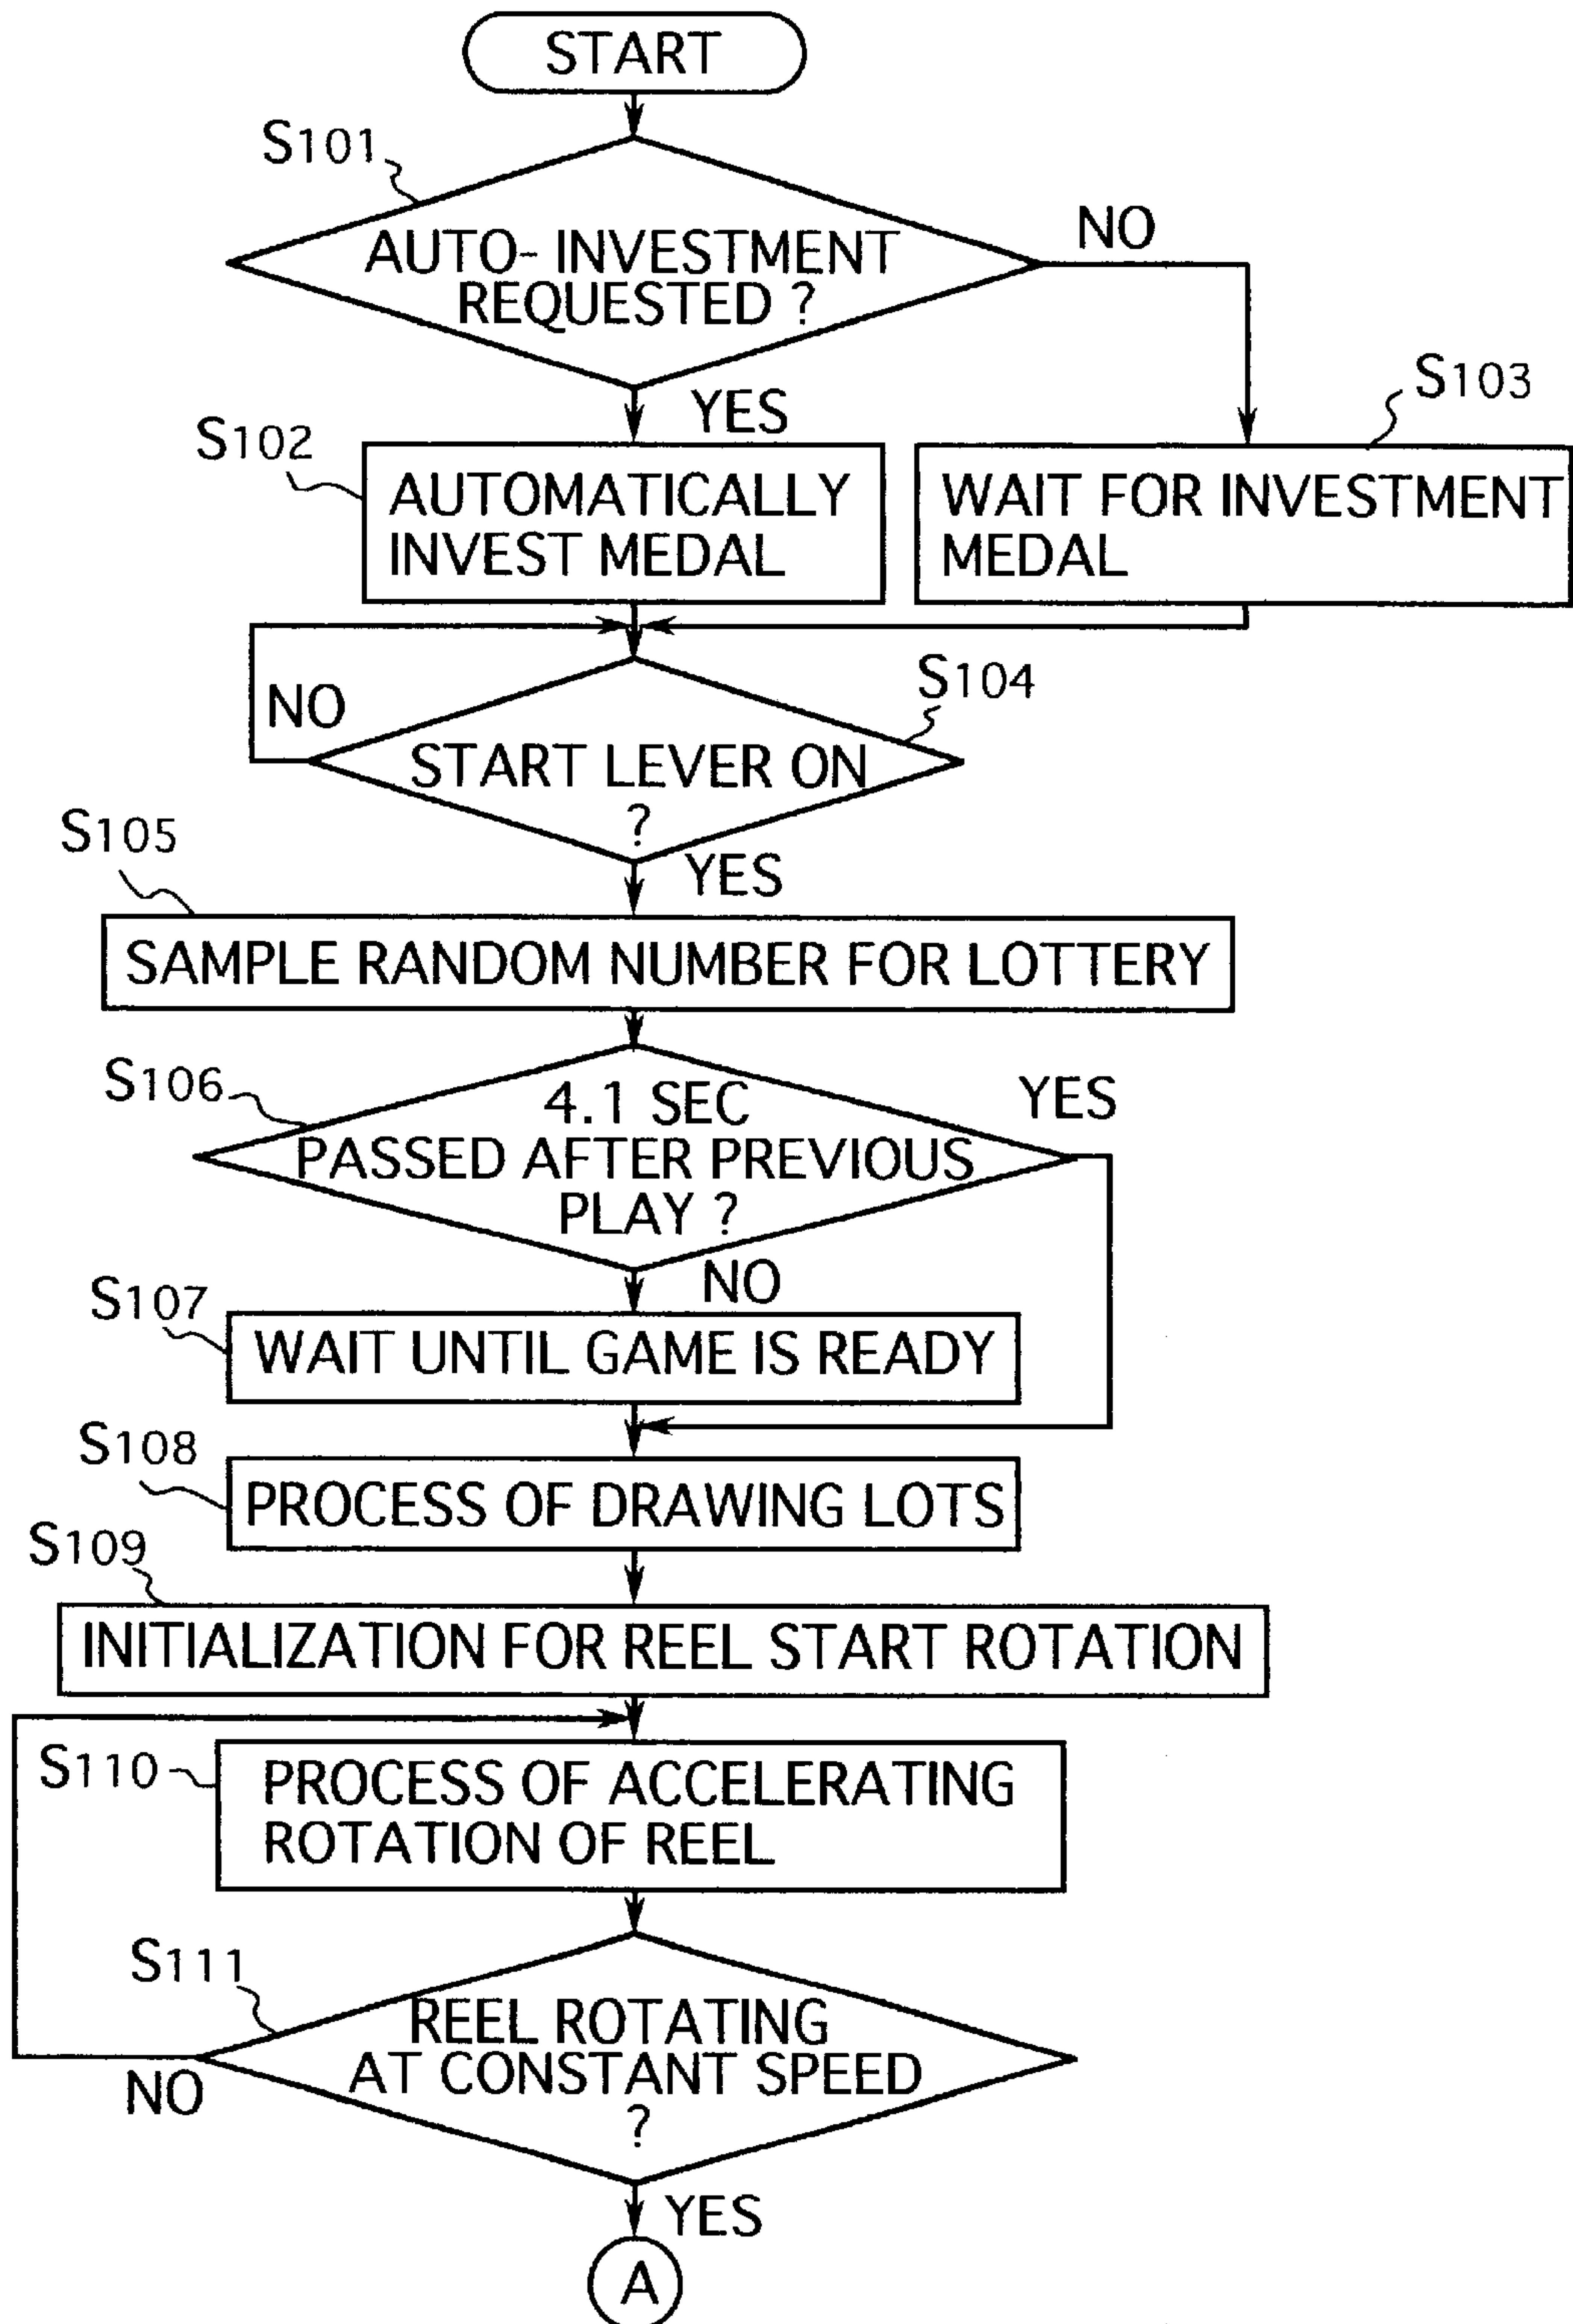 START
S101
AUTO- INVESTMENT
REQUESTED ?
NO
YES
S102
AUTOMATICALLY
INVEST MEDAL
S103
WAIT FOR INVESTMENT
MEDAL
NO
S104
START LEVER ON
?
YES
S105
SAMPLE RANDOM NUMBER FOR LOTTERY
S106
4.1 SEC
PASSED AFTER PREVIOUS
PLAY ?
YES
NO
S107
WAIT UNTIL GAME IS READY
S108
PROCESS OF DRAWING LOTS
S109
INITIALIZATION FOR REEL START ROTATION
S110
PROCESS OF ACCELERATING
ROTATION OF REEL
S111
REEL ROTATING
AT CONSTANT SPEED
?
NO
YES
A